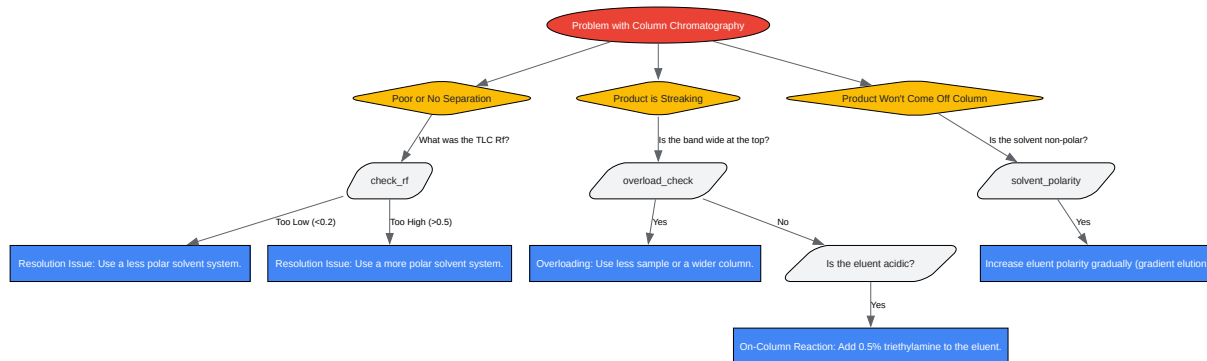 Problem with Column Chromatography
Poor or No Separation
Product is Streaking
Product Won't Come Off Column
What was the TLC Rf?
Is the band wide at the top?
Is the solvent non-polar?
check_rf
overload_check
solvent_polarity
Too Low (<0.2)
Too High (>0.5)
Yes
No
Yes
Resolution Issue: Use a less polar solvent system.
Resolution Issue: Use a more polar solvent system.
Overloading: Use less sample or a wider column.
Is the eluent acidic?
Increase eluent polarity gradually (gradient elution
Yes
On-Column Reaction: Add 0.5% triethylamine to the eluent.